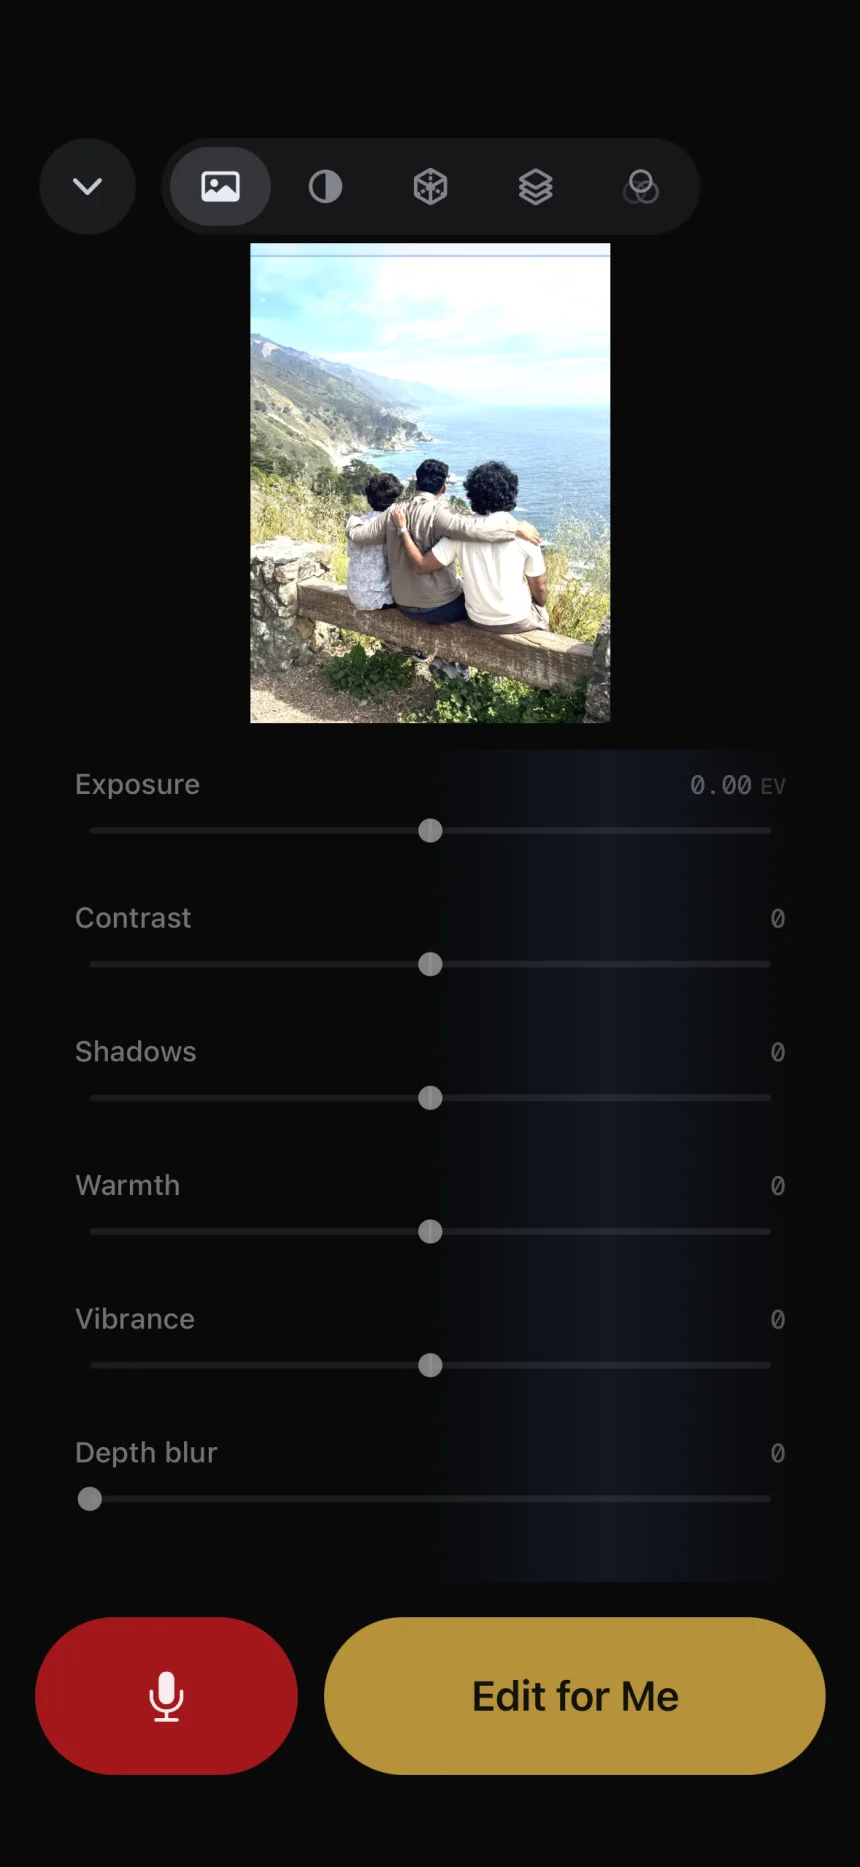 Exposure 0.00 EV
Contrast 0
Shadows 0
Warmth 0
Vibrance 0
Depth blur 0
Edit for Me